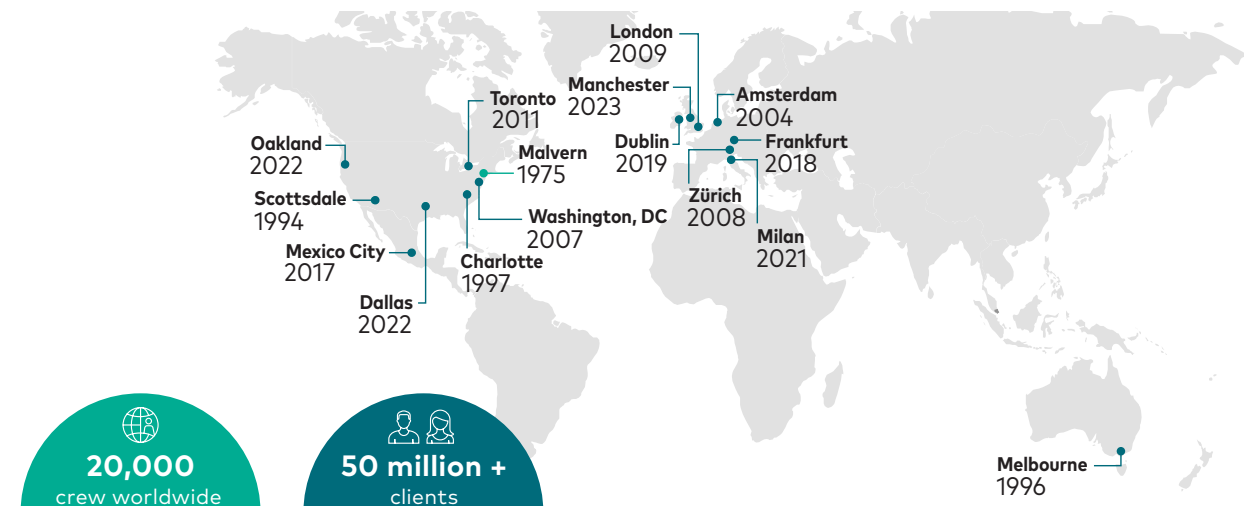 London
2009
Manchester
2023
Amsterdam
2004
Toronto
2011
Oakland
2022
Dublin
2019
Frankfurt
2018
Malvern
1975
Scottsdale
1994
Zürich
2008
Washington, DC
2007
Milan
2021
Mexico City
2017
Charlotte
1997
Dallas
2022
20,000
crew worldwide
50 million +
clients
Melbourne
1996